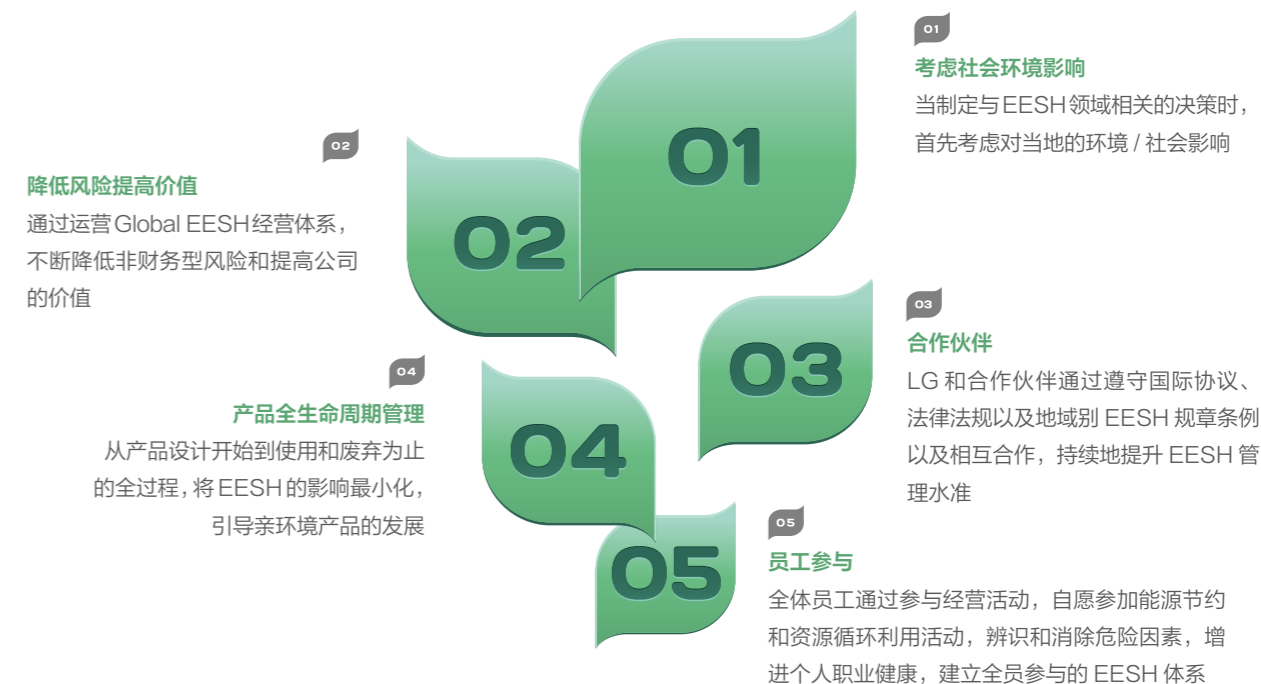 01
考虑社会环境影响
当制定与EESH领域相关的决策时，
首先考虑对当地的环境 / 社会影响
02
降低风险提高价值
通过运营Global EESH经营体系，
不断降低非财务型风险和提高公司
的价值
03
合作伙伴
LG 和合作伙伴通过遵守国际协议、
法律法规以及地域别 EESH 规章条例
以及相互合作，持续地提升 EESH 管
理水准
04
产品全生命周期管理
从产品设计开始到使用和废弃为止
的全过程，将EESH的影响最小化，
引导亲环境产品的发展
05
员工参与
全体员工通过参与经营活动，自愿参加能源节约
和资源循环利用活动，辨识和消除危险因素，增
进个人职业健康，建立全员参与的 EESH 体系
01
02
03
04
05